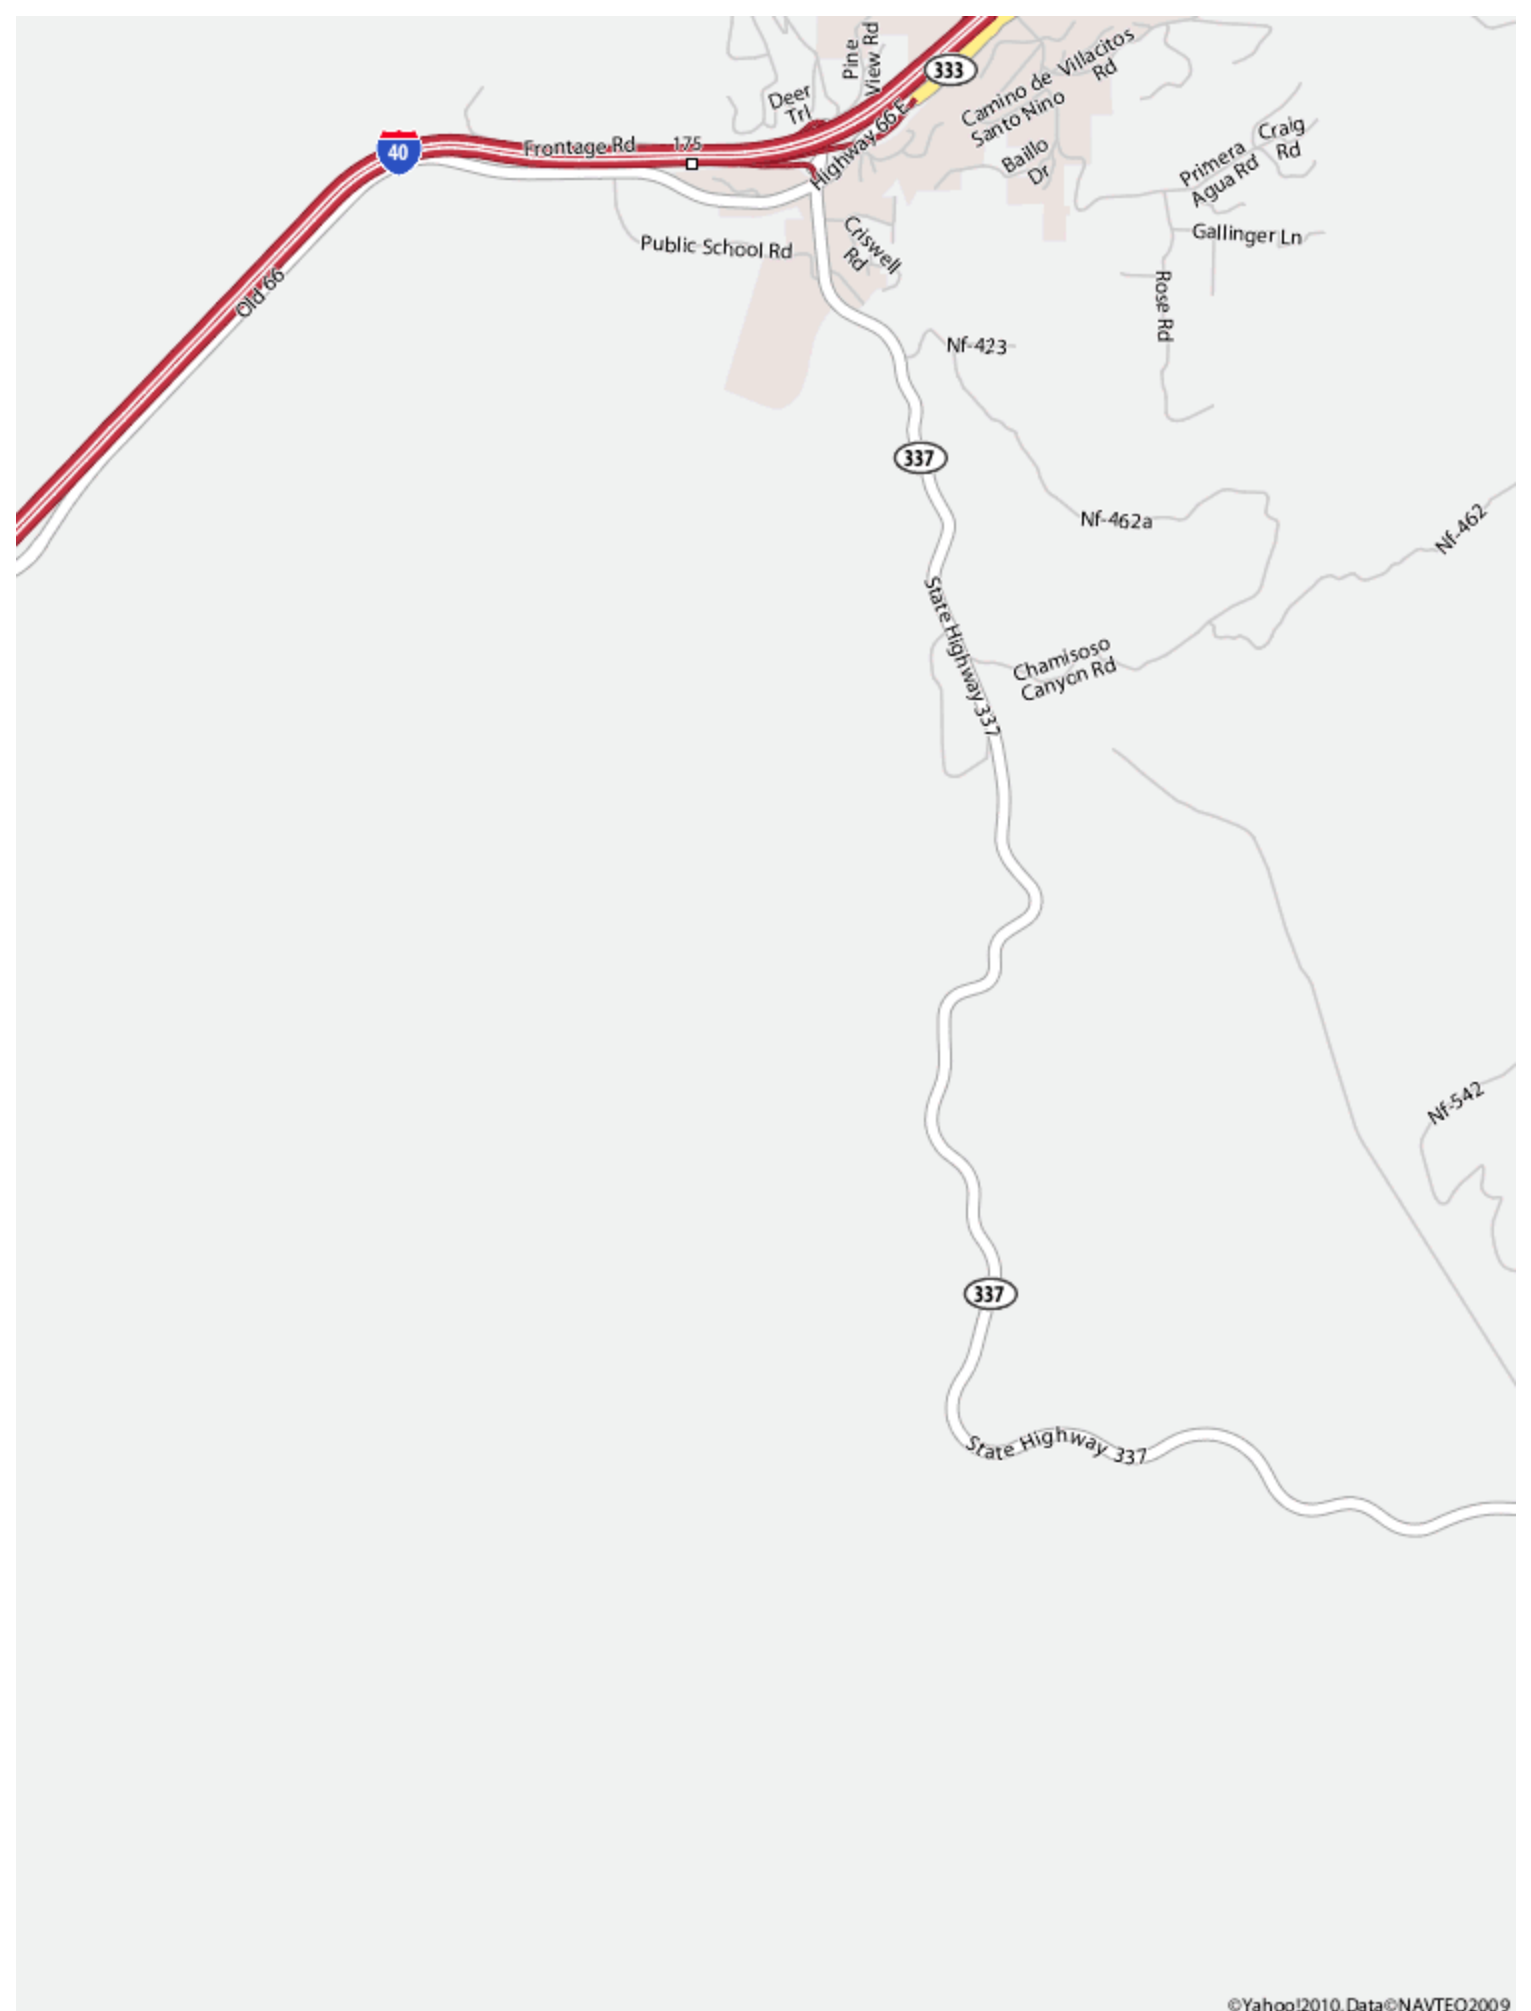 Pine
View Rd
333
Camino de Villacitos
Rd
Deer
Trl
Santo Nino
Highway 66 E
Craig
Rd
40
Frontage Rd
175
Baillo
Dr
Primera
Agua Rd
Public School Rd
Criswell
Rd
Gallinger Ln
Old 66
Rose Rd
Nf-423
337
Nf-462a
Nf-462
State Highway 337
Chamisoso
Canyon Rd
Nf-542
337
State Highway 337
©Yahoo!2010, Data©NAVTEQ2009